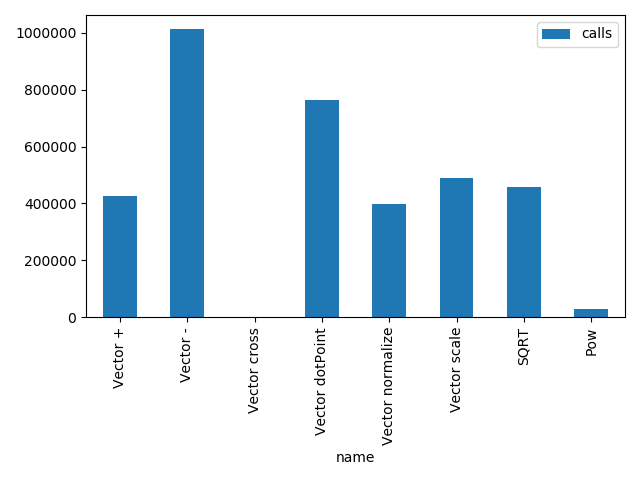 1000000
800000
600000
400000
200000
0
calls
Vector +
Vector -
Vector cross
Vector dotPoint
Vector normalize
Vector scale
SQRT
Pow
name